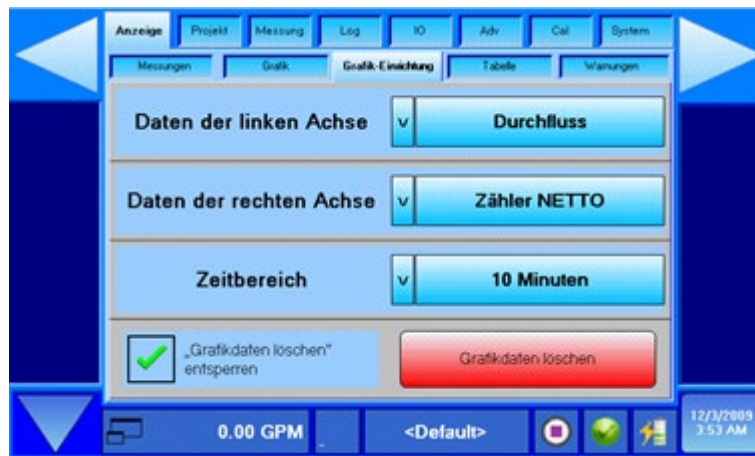 Anzeige Projekt Messung Log IO Adv Cal System
Messungen Grafik Grafik-Einrichtung Tabelle Warnungen
Daten der linken Achse v Durchfluss
Daten der rechten Achse v Zähler NETTO
Zeitbereich v 10 Minuten
„Grafikdaten löschen"
entsperren
Grafikdaten löschen
0.00 GPM <Default>
12/3/2009
3:53 AM